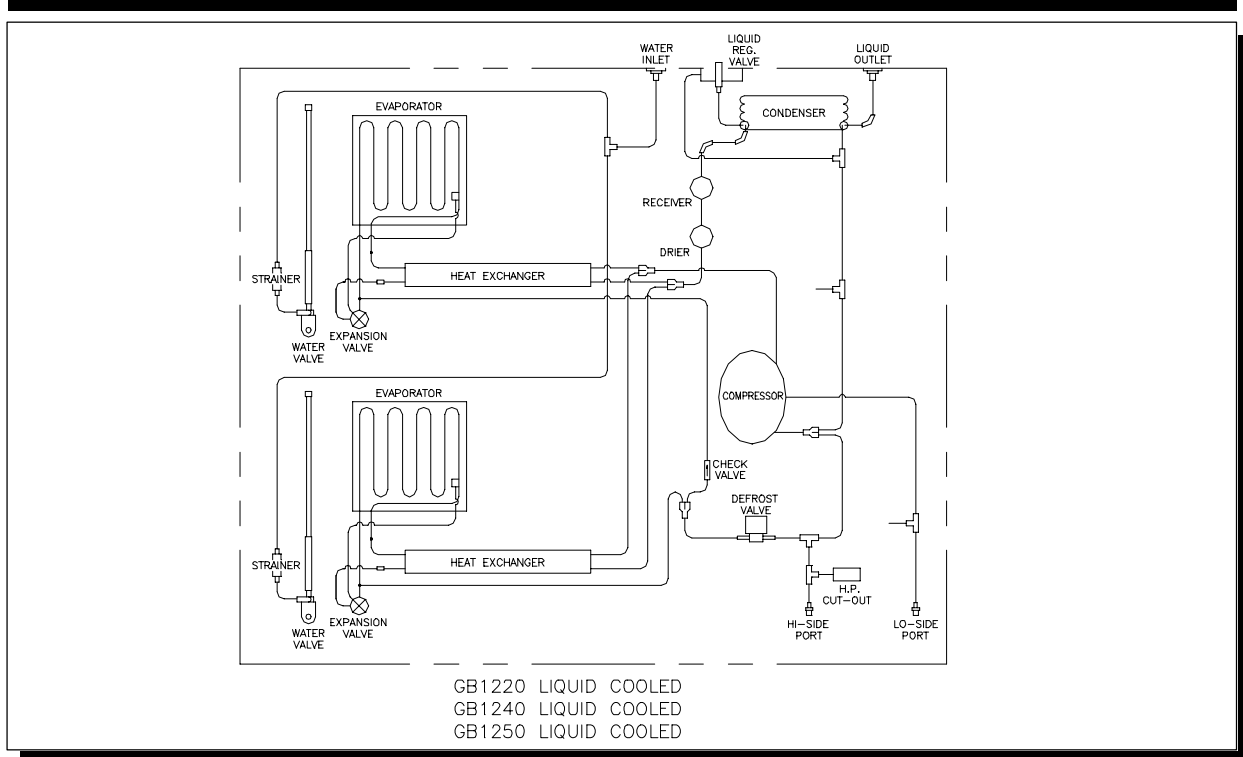 WATER
INLET
LIQUID
REG.
VALVE
LIQUID
OUTLET
EVAPORATOR
CONDENSER
RECEIVER
DRIER
STRAINER
HEAT EXCHANGER
WATER
VALVE
EXPANSION
VALVE
EVAPORATOR
COMPRESSOR
CHECK
VALVE
DEFROST
VALVE
STRAINER
HEAT EXCHANGER
H.P.
CUT-OUT
WATER
VALVE
EXPANSION
VALVE
HI-SIDE
PORT
LO-SIDE
PORT
GB1220 LIQUID COOLED
GB1240 LIQUID COOLED
GB1250 LIQUID COOLED